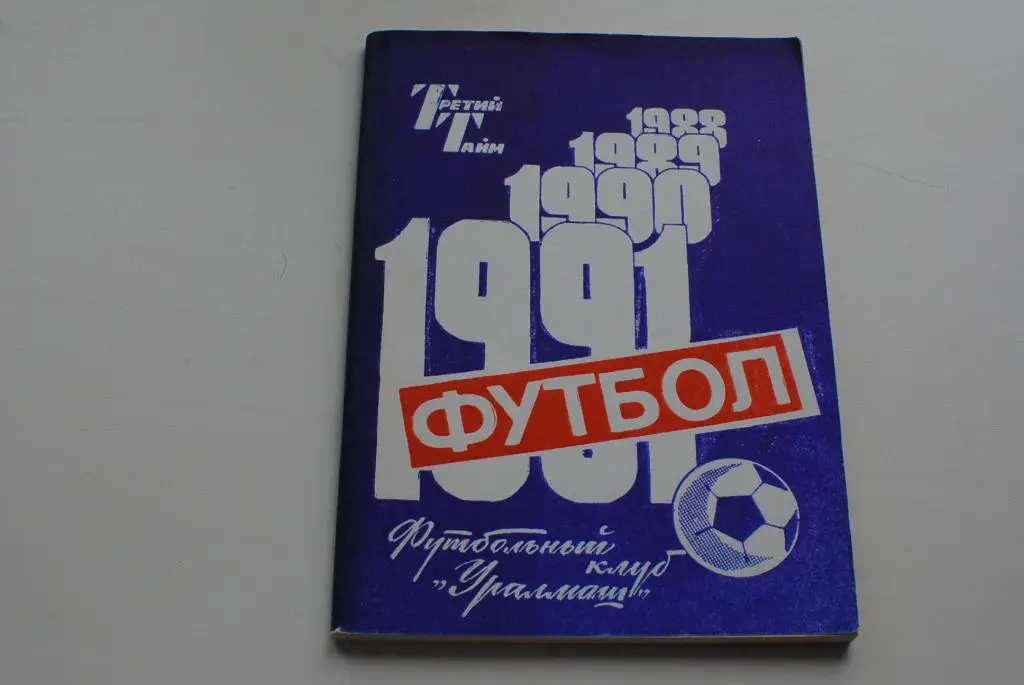 Третий
Тайм
1988
1989
1990
1991
ФУТБОЛ
Футбольный
клуб
„Уралмаш”